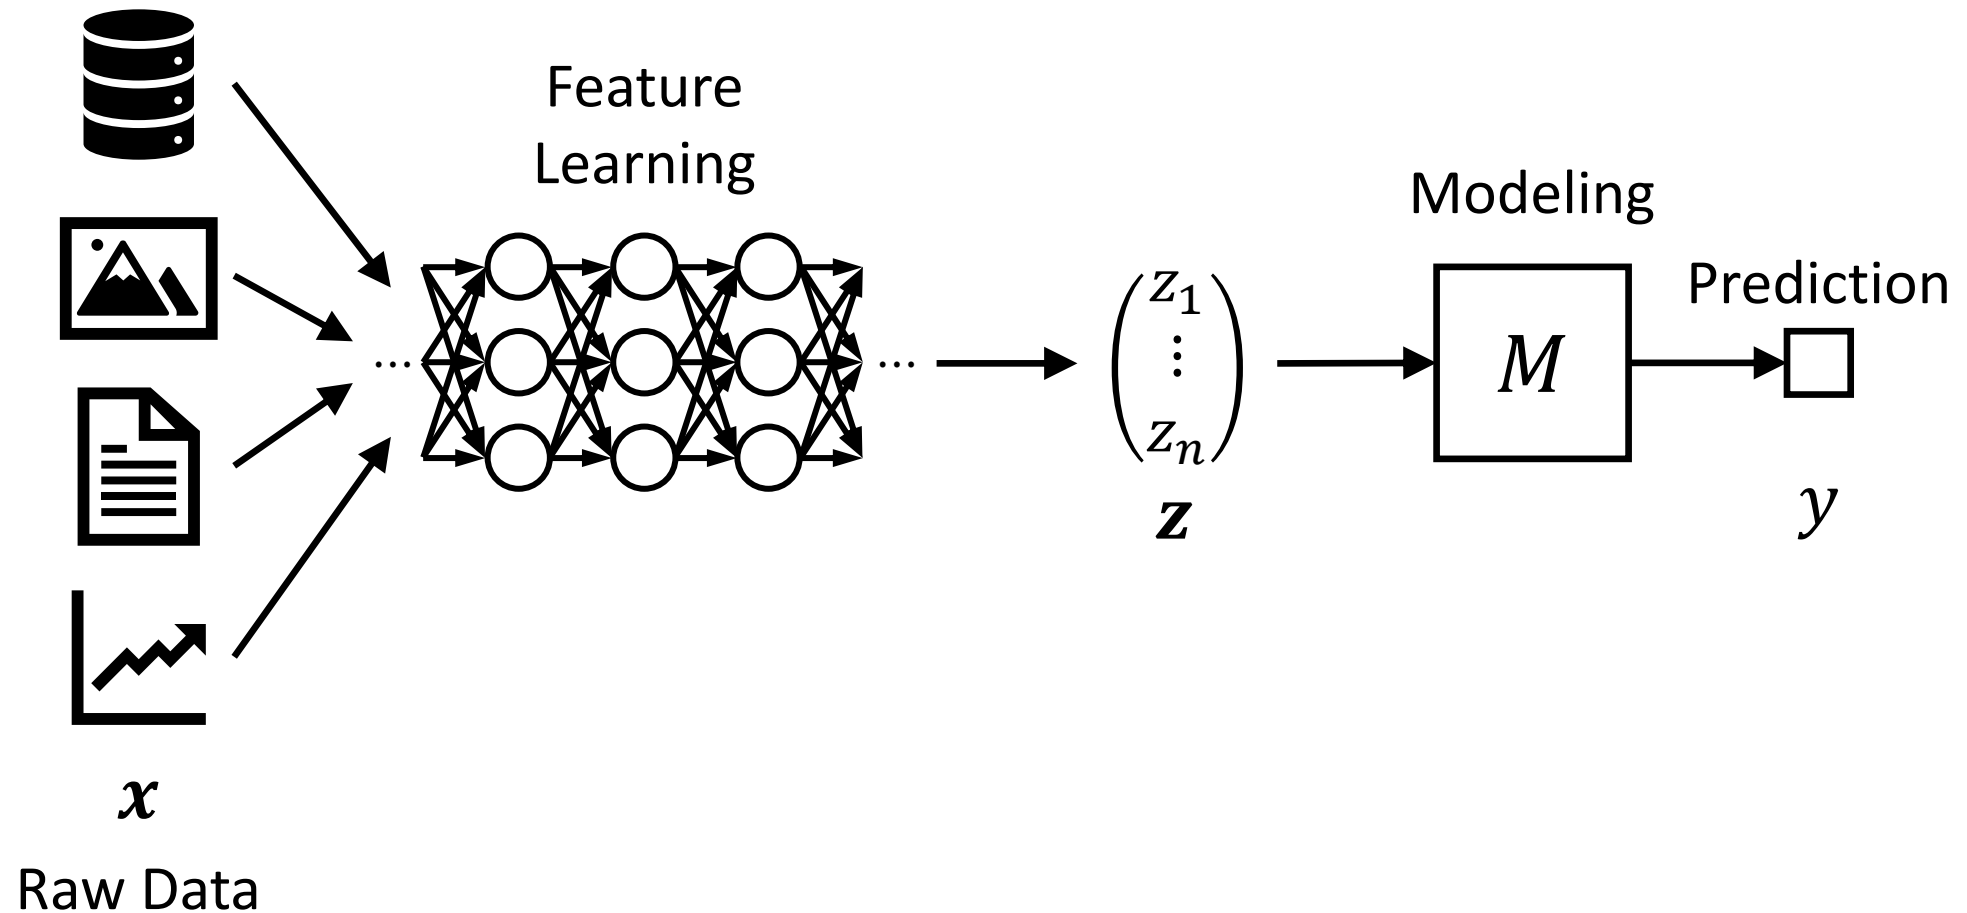 Feature
Learning
Modeling
Prediction
...
...
z1
⋮
zn
M
z
y
x
Raw Data